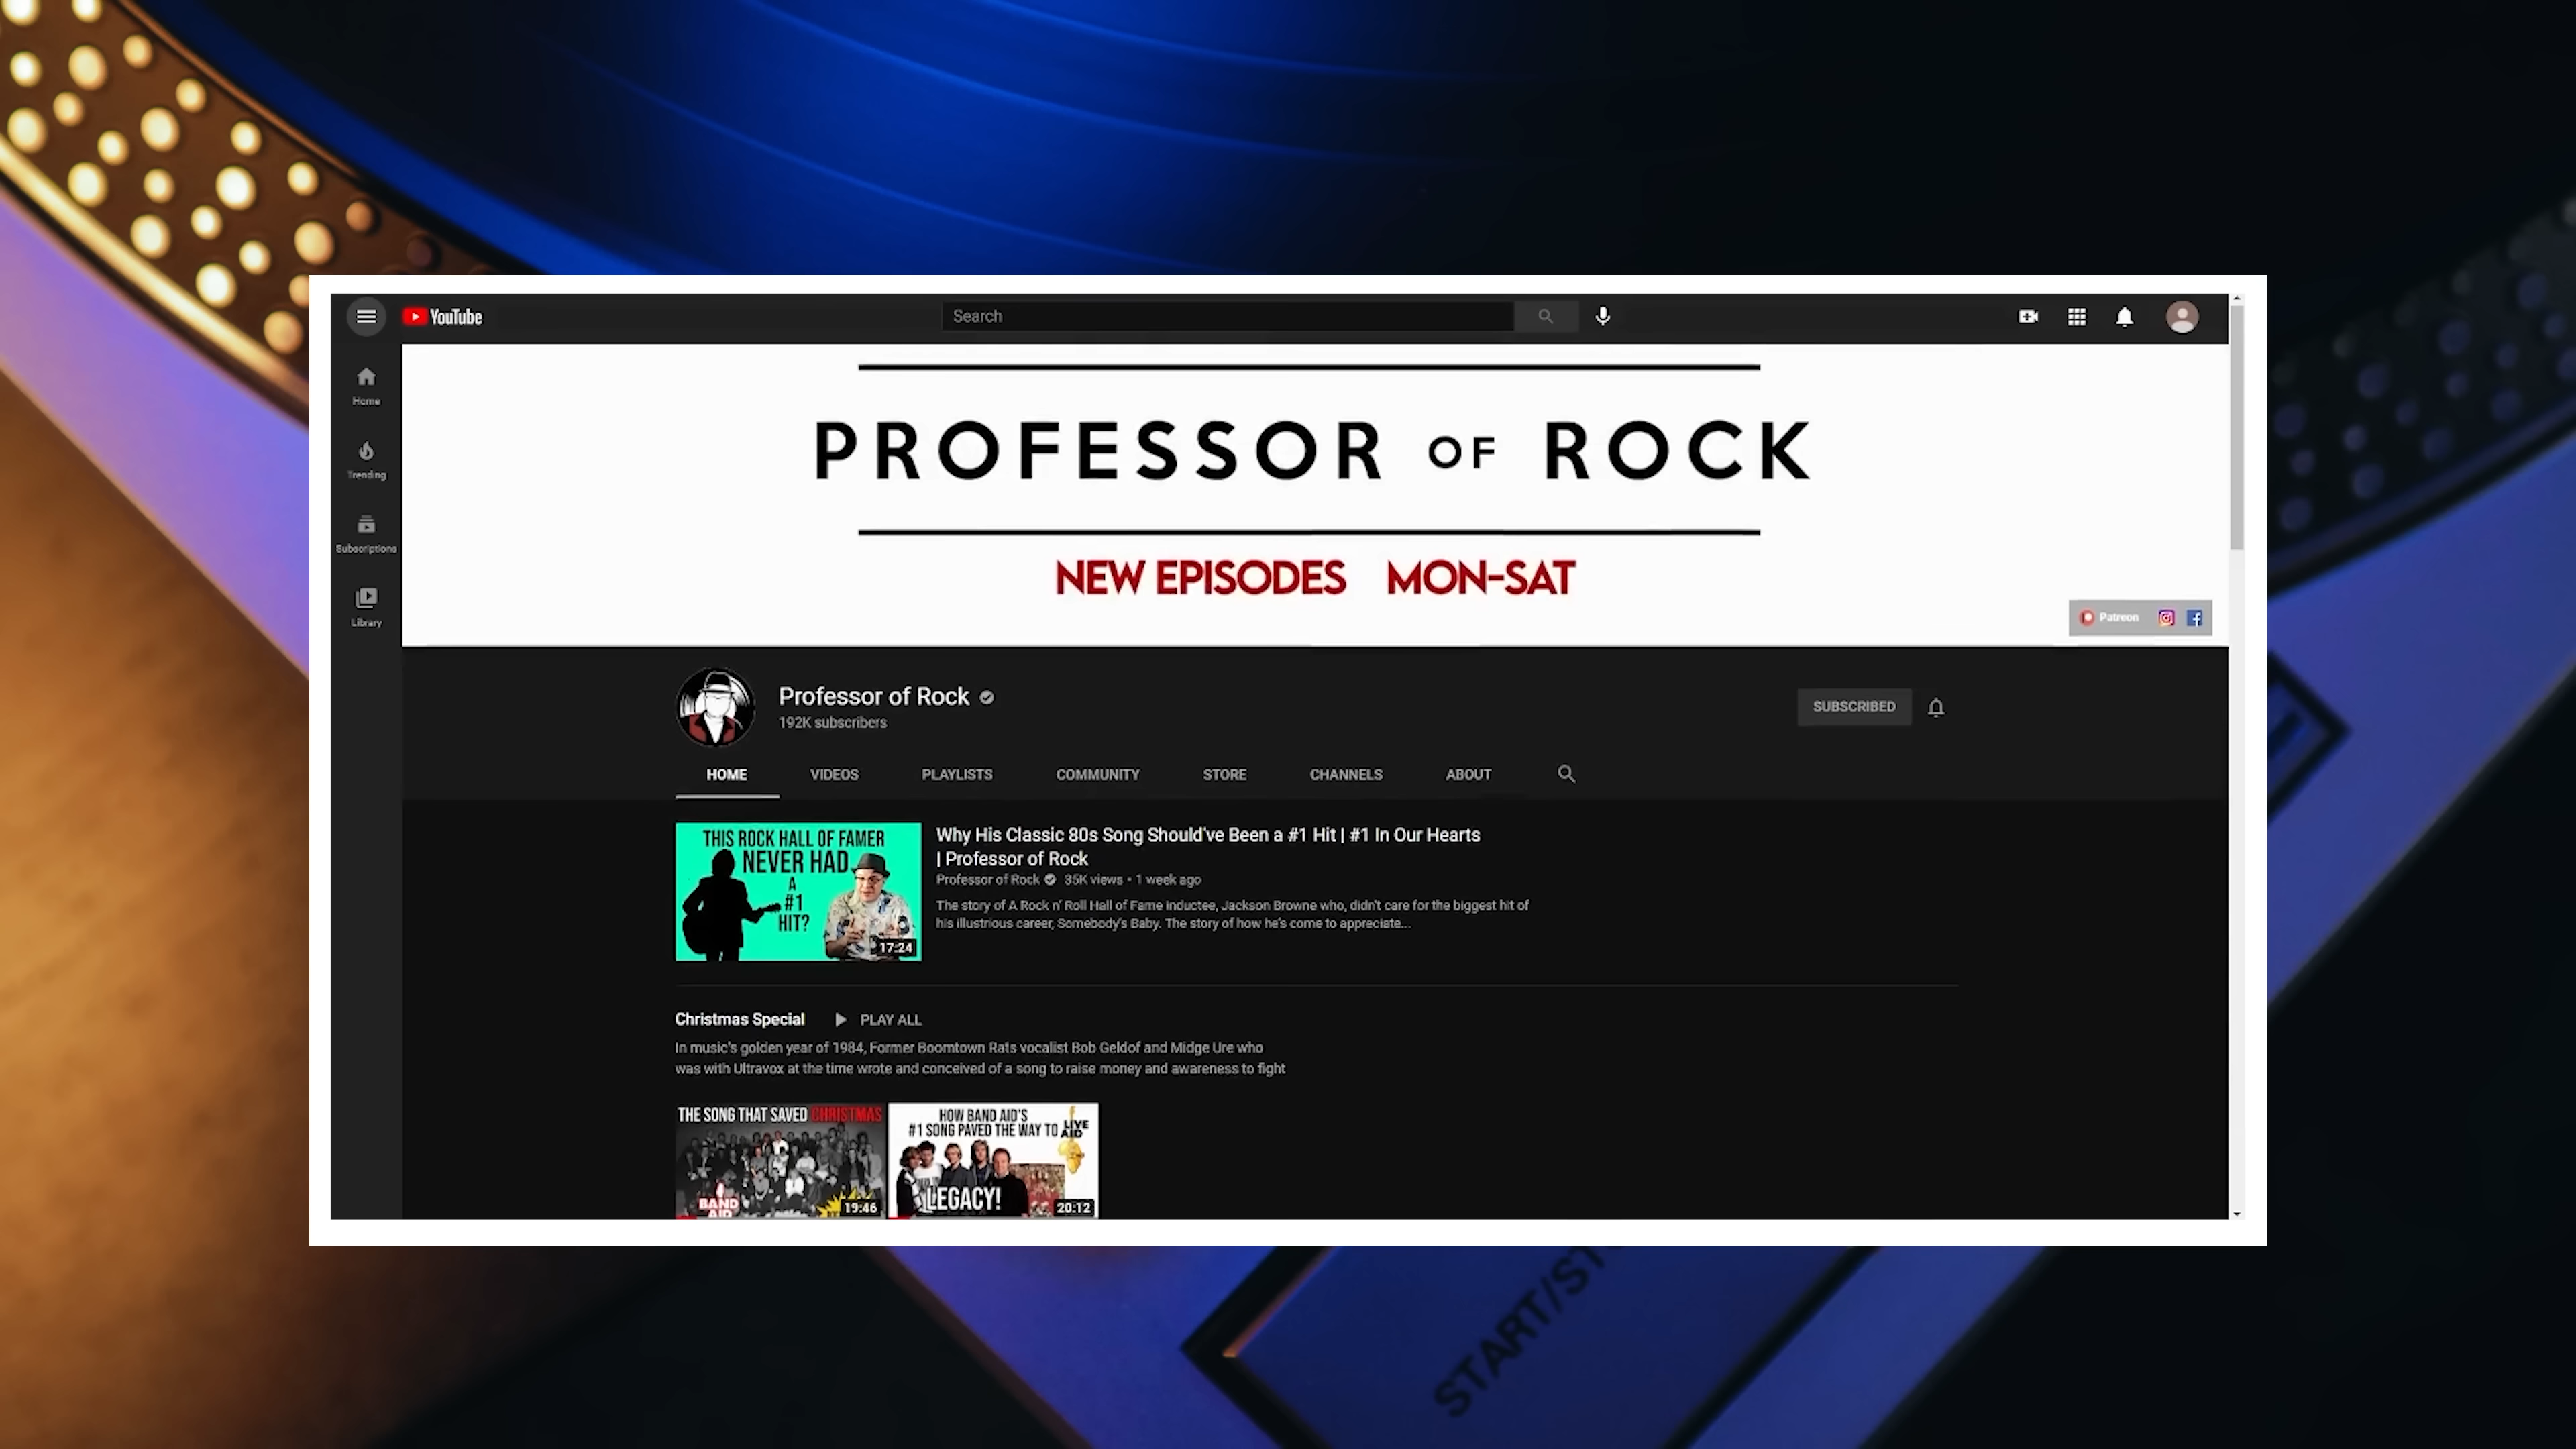 YouTube
Search
Home
Trending
Subscriptions
Library
PROFESSOR OF ROCK
NEW EPISODES MON-SAT
Patreon
Professor of Rock
192K subscribers
SUBSCRIBED
HOME VIDEOS PLAYLISTS COMMUNITY STORE CHANNELS ABOUT
THIS ROCK HALL OF FAMER
NEVER HAD
A
#1
HIT?
17:24
Why His Classic 80s Song Should've Been a #1 Hit | #1 In Our Hearts
| Professor of Rock
Professor of Rock 35K views • 1 week ago
The story of A Rock n' Roll Hall of Fame inductee, Jackson Browne who, didn't care for the biggest hit of
his illustrious career, Somebody's Baby. The story of how he's come to appreciate...
Christmas Special PLAY ALL
In music's golden year of 1984, Former Boomtown Rats vocalist Bob Geldof and Midge Ure who
was with Ultravox at the time wrote and conceived of a song to raise money and awareness to fight
THE SONG THAT SAVED CHRISTMAS
BAND
AID
19:46
HOW BAND AID'S
#1 SONG PAVED THE WAY TO LIVE
AID
LEGACY!
20:12
START/ST